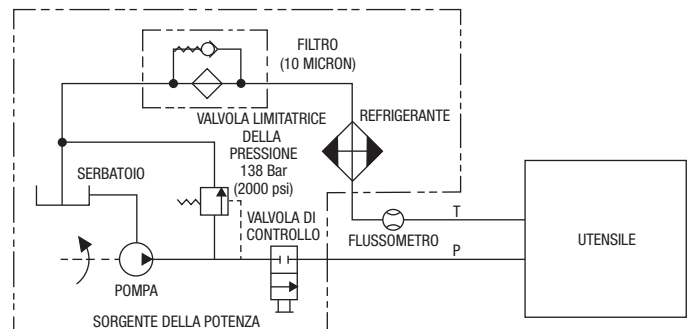 FILTRO
(10 MICRON)
VALVOLA LIMITATRICE
DELLA
PRESSIONE
138 Bar
(2000 psi)
REFRIGERANTE
SERBATOIO
VALVOLA DI
CONTROLLO
FLUSSOMETRO
T
P
UTENSILE
POMPA
SORGENTE DELLA POTENZA